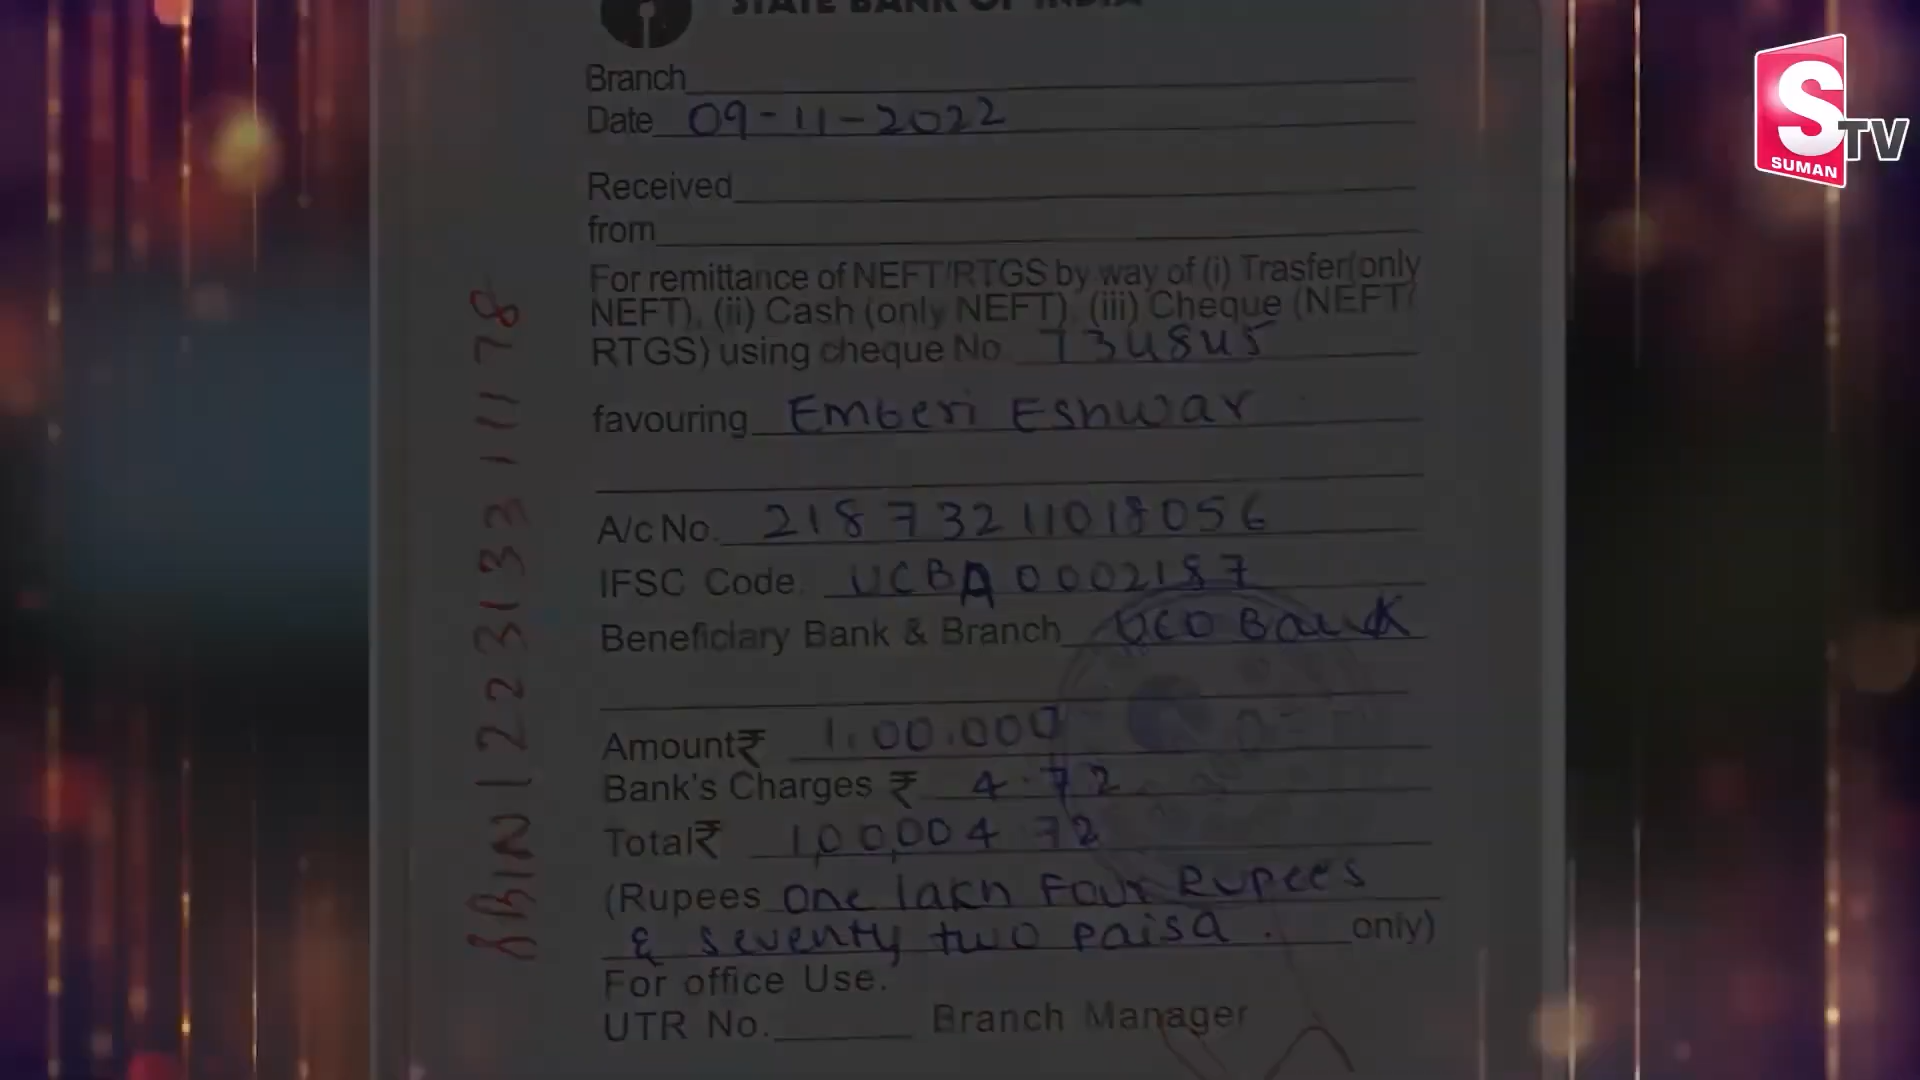 STATE BANK OF INDIA
S TV
SUMAN
Branch
Date 09-11-2022
Received
from
For remittance of NEFT/RTGS by way of (i) Trasfer(only
NEFT), (ii) Cash (only NEFT), (iii) Cheque (NEFT/
RTGS) using cheque No 734845
favouring Emberi Eshwar
A/c No. 21873211018056
IFSC Code. UCBA0002187
Beneficiary Bank & Branch UCO Bank
Amount₹ 1,00,000
Bank's Charges ₹ 4.72
Total₹ 1,00,004 72
(Rupees one lakh Four Rupees
& seventy two paisa. only)
For office Use.
UTR No. Branch Manager
SBIN122313311178